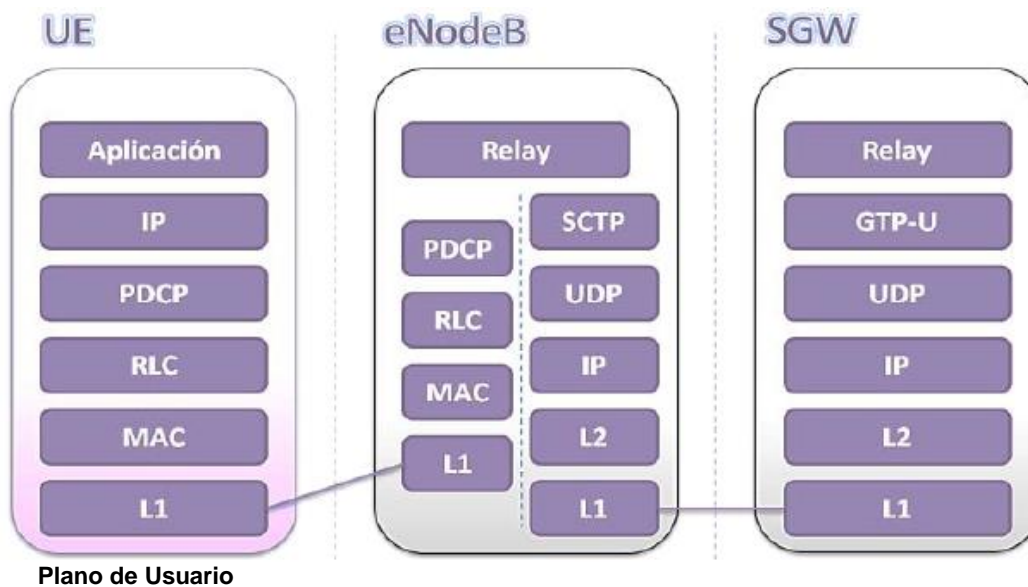 UE
Aplicación
IP
PDCP
RLC
MAC
L1
eNodeB
Relay
PDCP
RLC
MAC
L1
SCTP
UDP
IP
L2
L1
SGW
Relay
GTP-U
UDP
IP
L2
L1
Plano de Usuario